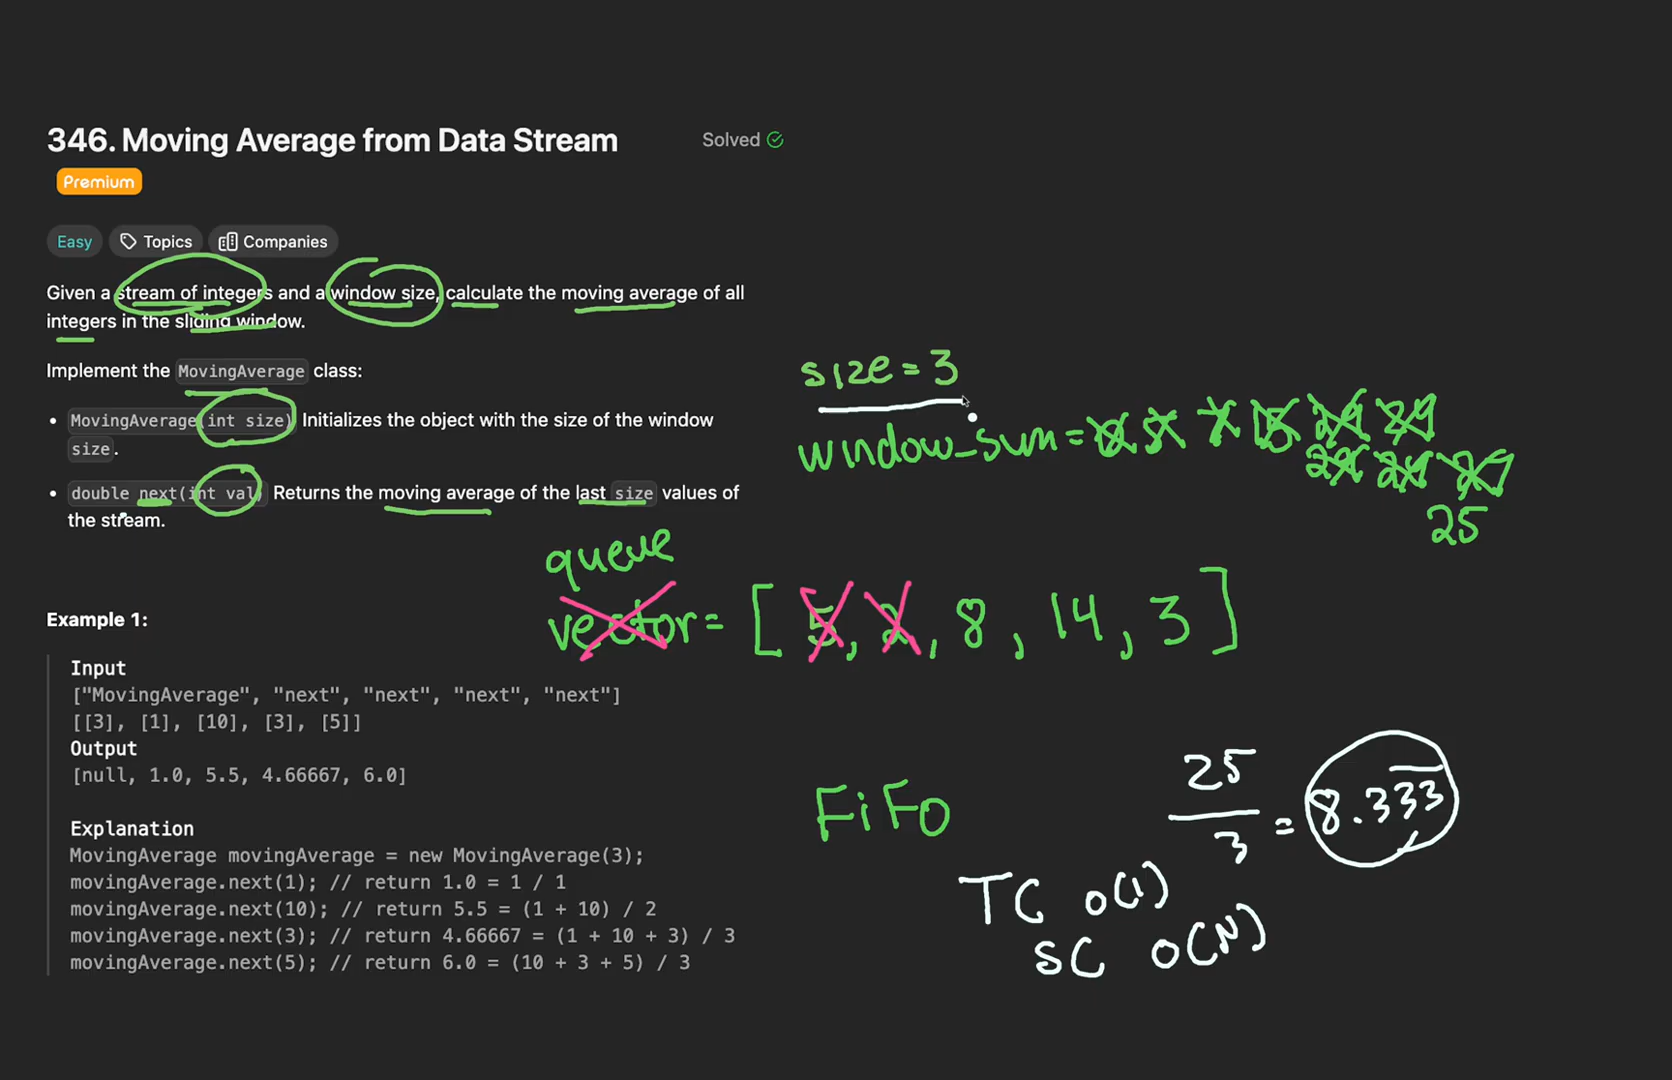 346. Moving Average from Data Stream
Solved
Premium
Easy Topics Companies
Given a stream of integers and a window size, calculate the moving average of all
integers in the sliding window.
Implement the MovingAverage class:
• MovingAverage(int size) Initializes the object with the size of the window
size.
• double next(int val) Returns the moving average of the last size values of
the stream.
size = 3
window_sum =
25
queue
vector = [ 5, 2, 8, 14, 3 ]
Example 1:
Input
["MovingAverage", "next", "next", "next", "next"]
[[3], [1], [10], [3], [5]]
Output
[null, 1.0, 5.5, 4.66667, 6.0]
Explanation
MovingAverage movingAverage = new MovingAverage(3);
movingAverage.next(1); // return 1.0 = 1 / 1
movingAverage.next(10); // return 5.5 = (1 + 10) / 2
movingAverage.next(3); // return 4.66667 = (1 + 10 + 3) / 3
movingAverage.next(5); // return 6.0 = (10 + 3 + 5) / 3
FiFo
25
3 = 8.333
TC O(1)
SC O(N)